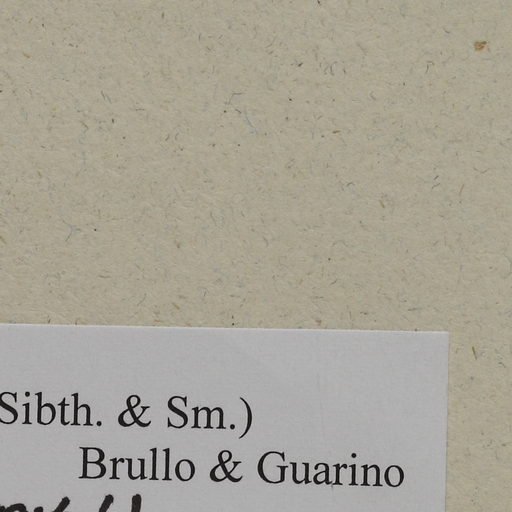 Sibth. & Sm.)
Brullo & Guarino